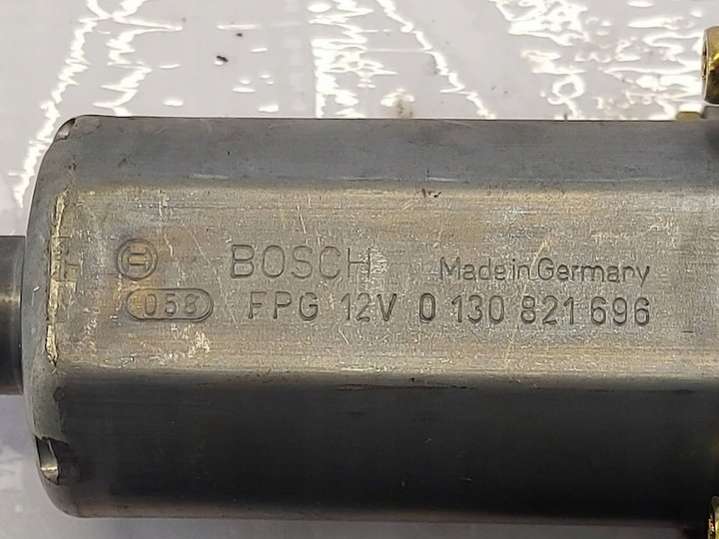 BOSCH Made in Germany
058 FPG 12V 0 130 821 696